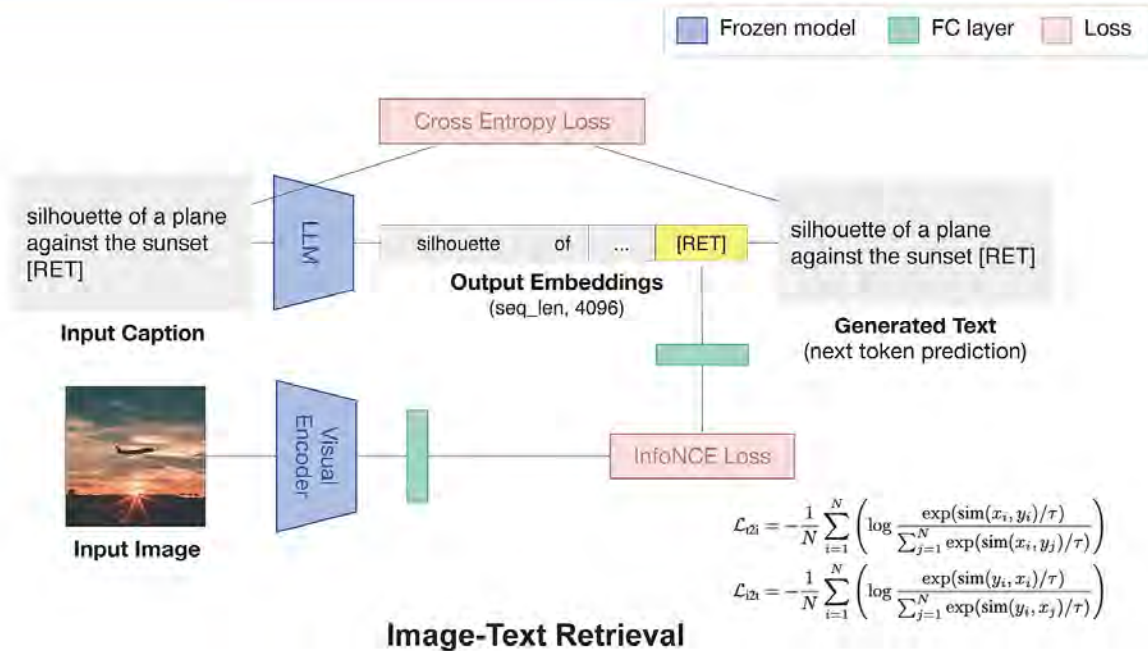 Frozen model FC layer Loss
Cross Entropy Loss
silhouette of a plane
against the sunset
[RET]
Input Caption
LLM
silhouette of ... [RET]
Output Embeddings
(seq_len, 4096)
silhouette of a plane
against the sunset [RET]
Generated Text
(next token prediction)
Visual
Encoder
Input Image
InfoNCE Loss
\mathcal{L}_{t2i} = -\frac{1}{N} \sum_{i=1}^{N} \left( \log \frac{\exp(\text{sim}(x_i, y_i)/\tau)}{\sum_{j=1}^{N} \exp(\text{sim}(x_i, y_j)/\tau)} \right)
\mathcal{L}_{i2t} = -\frac{1}{N} \sum_{i=1}^{N} \left( \log \frac{\exp(\text{sim}(y_i, x_i)/\tau)}{\sum_{j=1}^{N} \exp(\text{sim}(y_i, x_j)/\tau)} \right)
Image-Text Retrieval